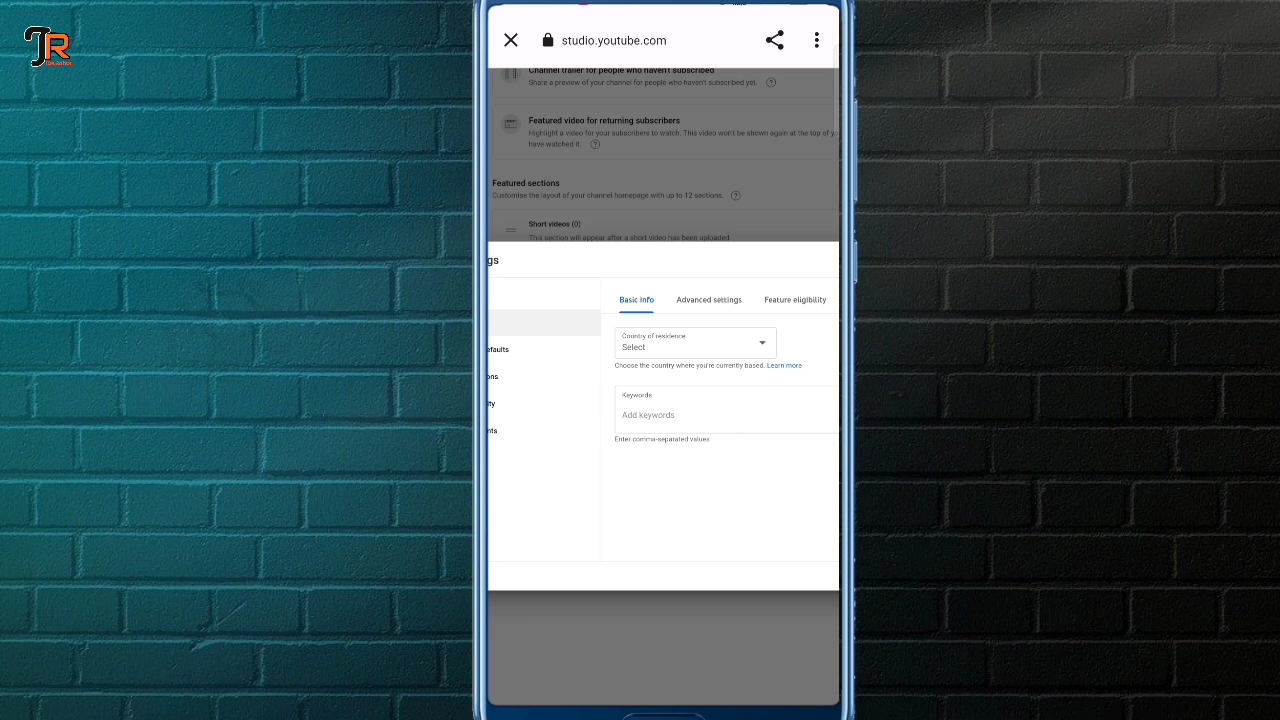 JR
studio.youtube.com
Channel trailer for people who haven't subscribed
Share a preview of your channel for people who haven't subscribed yet.
Featured video for returning subscribers
Highlight a video for your subscribers to watch. This video won't be shown again at the top of y
have watched it.
Featured sections
Customise the layout of your channel homepage with up to 12 sections.
Short videos (0)
This section will appear after a short video has been uploaded
gs
Basic info
Advanced settings
Feature eligibility
Country of residence
Select
efaults
Choose the country where you're currently based. Learn more
ons
Keywords
ity
Add keywords
nts
Enter comma-separated values